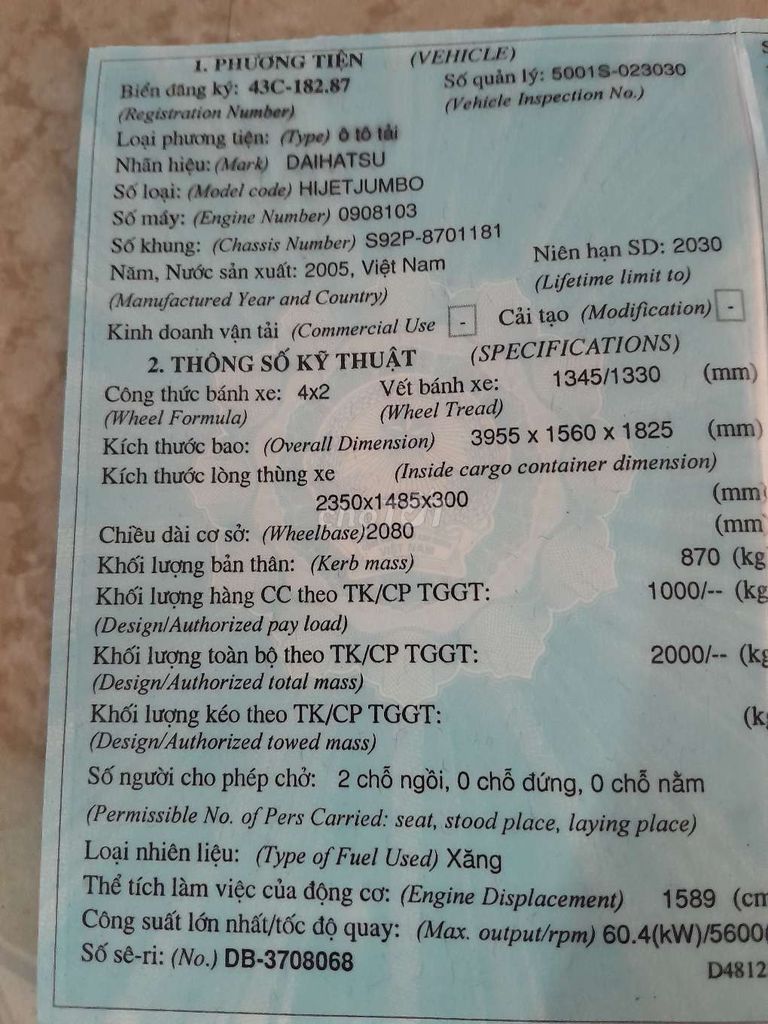 1. PHƯƠNG TIỆN (VEHICLE)
Biển đăng ký: 43C-182.87 Số quản lý: 5001S-023030
(Registration Number) (Vehicle Inspection No.)
Loại phương tiện: (Type) ô tô tải
Nhãn hiệu: (Mark) DAIHATSU
Số loại: (Model code) HIJETJUMBO
Số máy: (Engine Number) 0908103
Số khung: (Chassis Number) S92P-8701181
Năm, Nước sản xuất: 2005, Việt Nam Niên hạn SD: 2030
(Manufactured Year and Country) (Lifetime limit to)
Kinh doanh vận tải (Commercial Use - Cải tạo (Modification) -
2. THÔNG SỐ KỸ THUẬT (SPECIFICATIONS)
Công thức bánh xe: 4x2 Vết bánh xe: 1345/1330 (mm)
(Wheel Formula) (Wheel Tread)
Kích thước bao: (Overall Dimension) 3955 x 1560 x 1825 (mm)
Kích thước lòng thùng xe (Inside cargo container dimension)
2350x1485x300 (mm
Chiều dài cơ sở: (Wheelbase)2080 (mm
Khối lượng bản thân: (Kerb mass) 870 (kg
Khối lượng hàng CC theo TK/CP TGGT: 1000/-- (kg
(Design/Authorized pay load)
Khối lượng toàn bộ theo TK/CP TGGT: 2000/-- (kg
(Design/Authorized total mass)
Khối lượng kéo theo TK/CP TGGT: (kg
(Design/Authorized towed mass)
Số người cho phép chở: 2 chỗ ngồi, 0 chỗ đứng, 0 chỗ nằm
(Permissible No. of Pers Carried: seat, stood place, laying place)
Loại nhiên liệu: (Type of Fuel Used) Xăng
Thể tích làm việc của động cơ: (Engine Displacement) 1589 (cm
Công suất lớn nhất/tốc độ quay: (Max. output/rpm) 60.4(kW)/5600(
Số sê-ri: (No.) DB-3708068 D4812